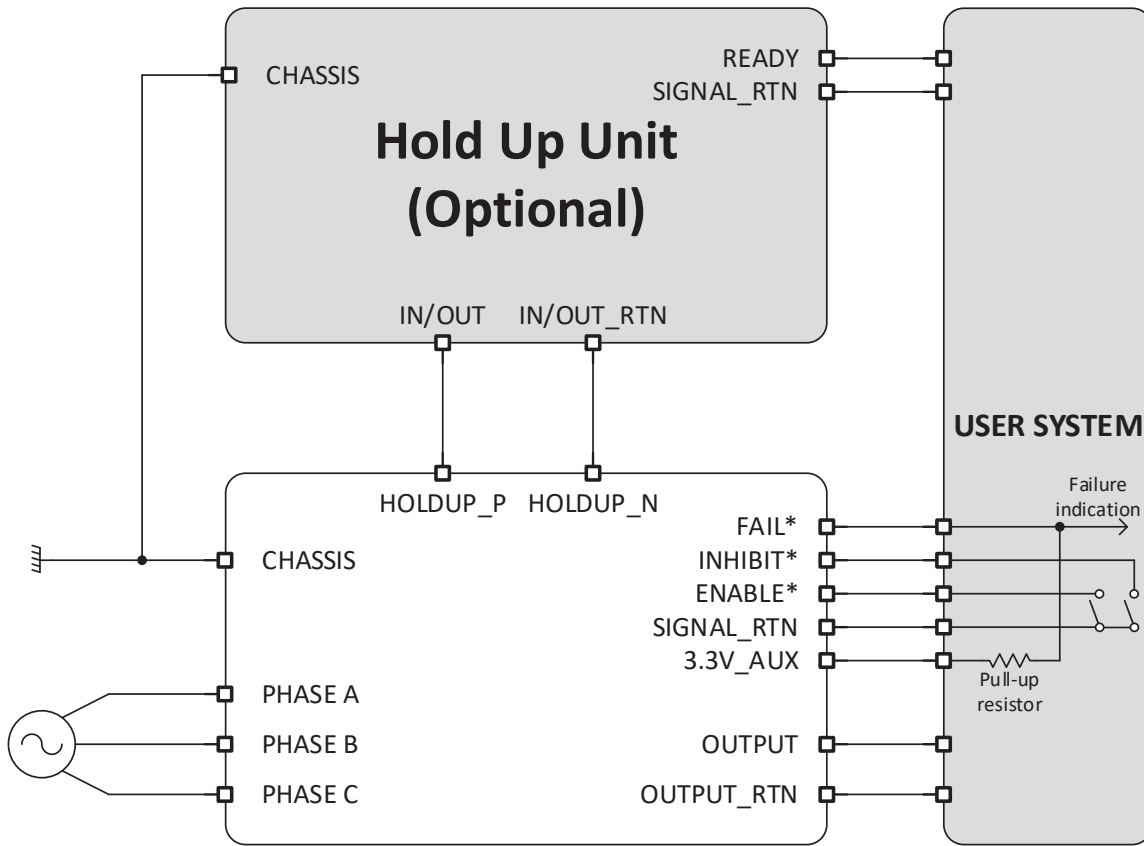 READY
CHASSIS
SIGNAL_RTN
Hold Up Unit
(Optional)
IN/OUT IN/OUT_RTN
USER SYSTEM
HOLDUP_P HOLDUP_N
Failure
indication
FAIL*
CHASSIS
INHIBIT*
ENABLE*
SIGNAL_RTN
3.3V_AUX
Pull-up
resistor
PHASE A
PHASE B
OUTPUT
PHASE C
OUTPUT_RTN